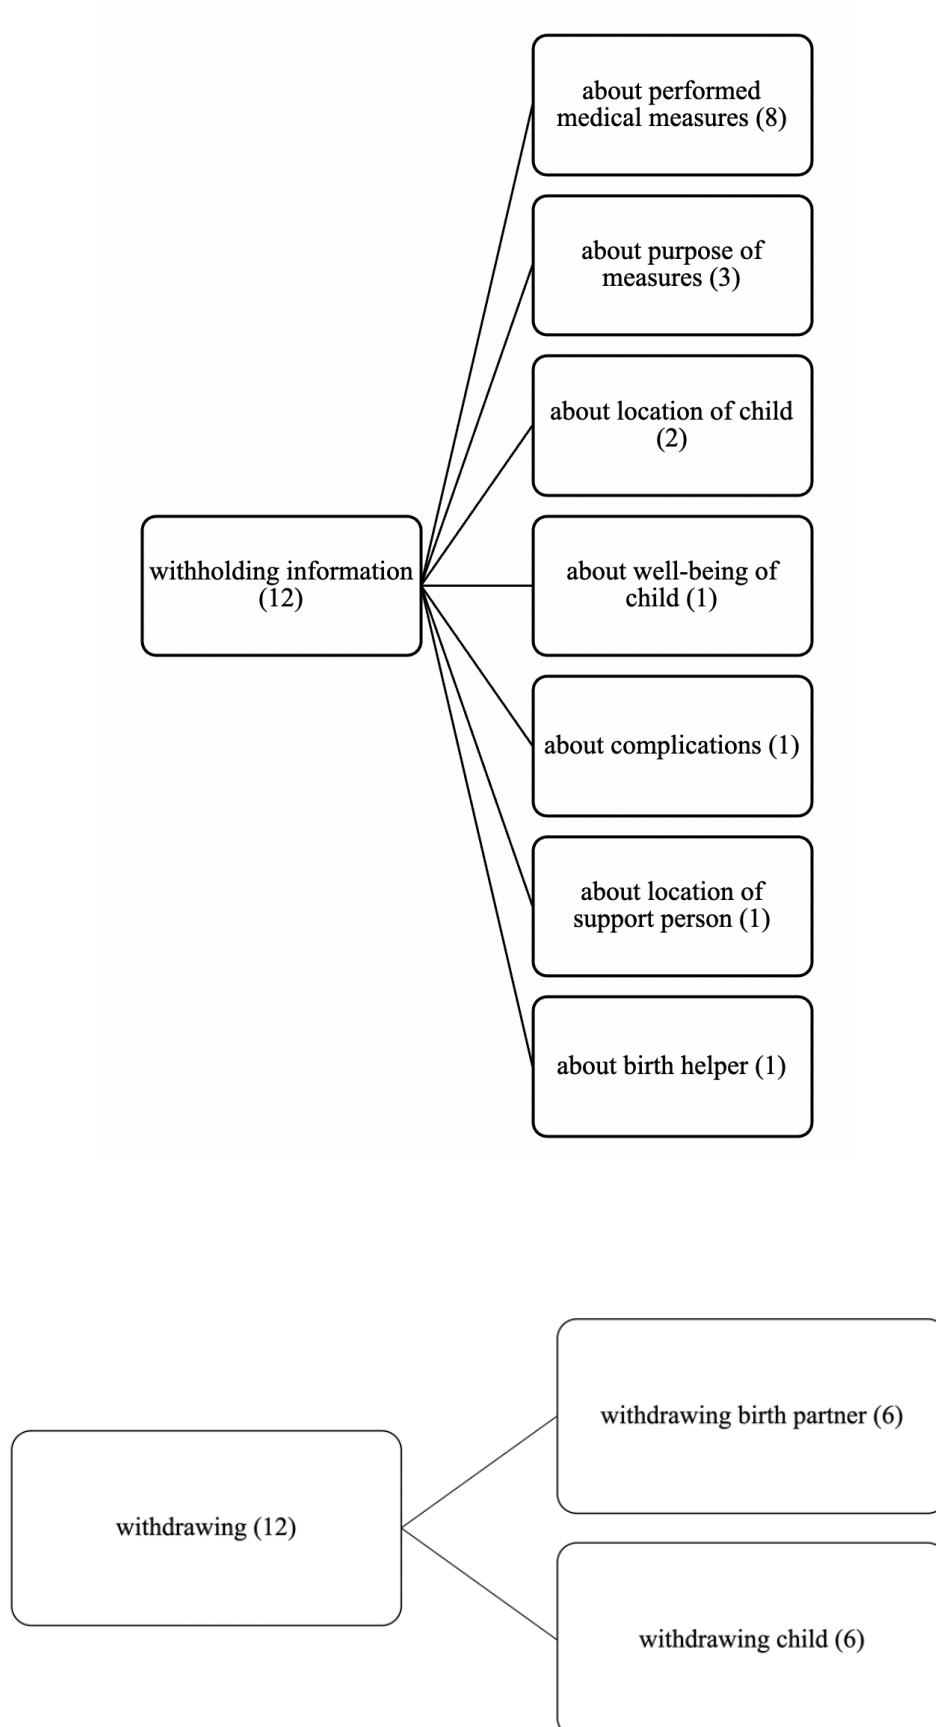 about performed
medical measures (8)
about purpose of
measures (3)
about location of child
(2)
withholding information
(12)
about well-being of
child (1)
about complications (1)
about location of
support person (1)
about birth helper (1)
withdrawing birth partner (6)
withdrawing (12)
withdrawing child (6)